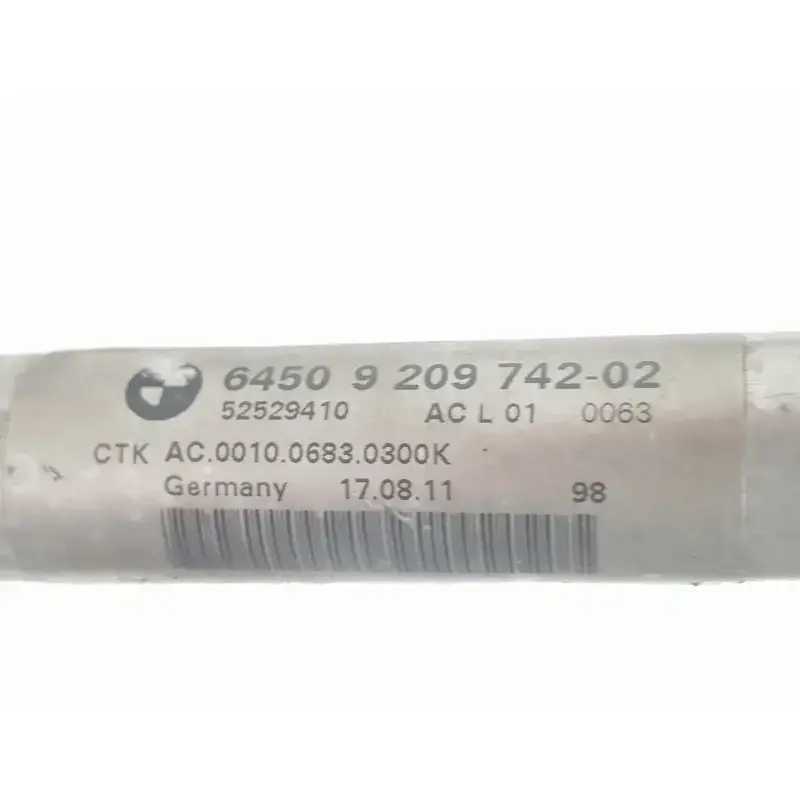 6450 9 209 742-02
52529410 AC L 01 0063
CTK AC.0010.0683.0300K
Germany 17.08.11 98